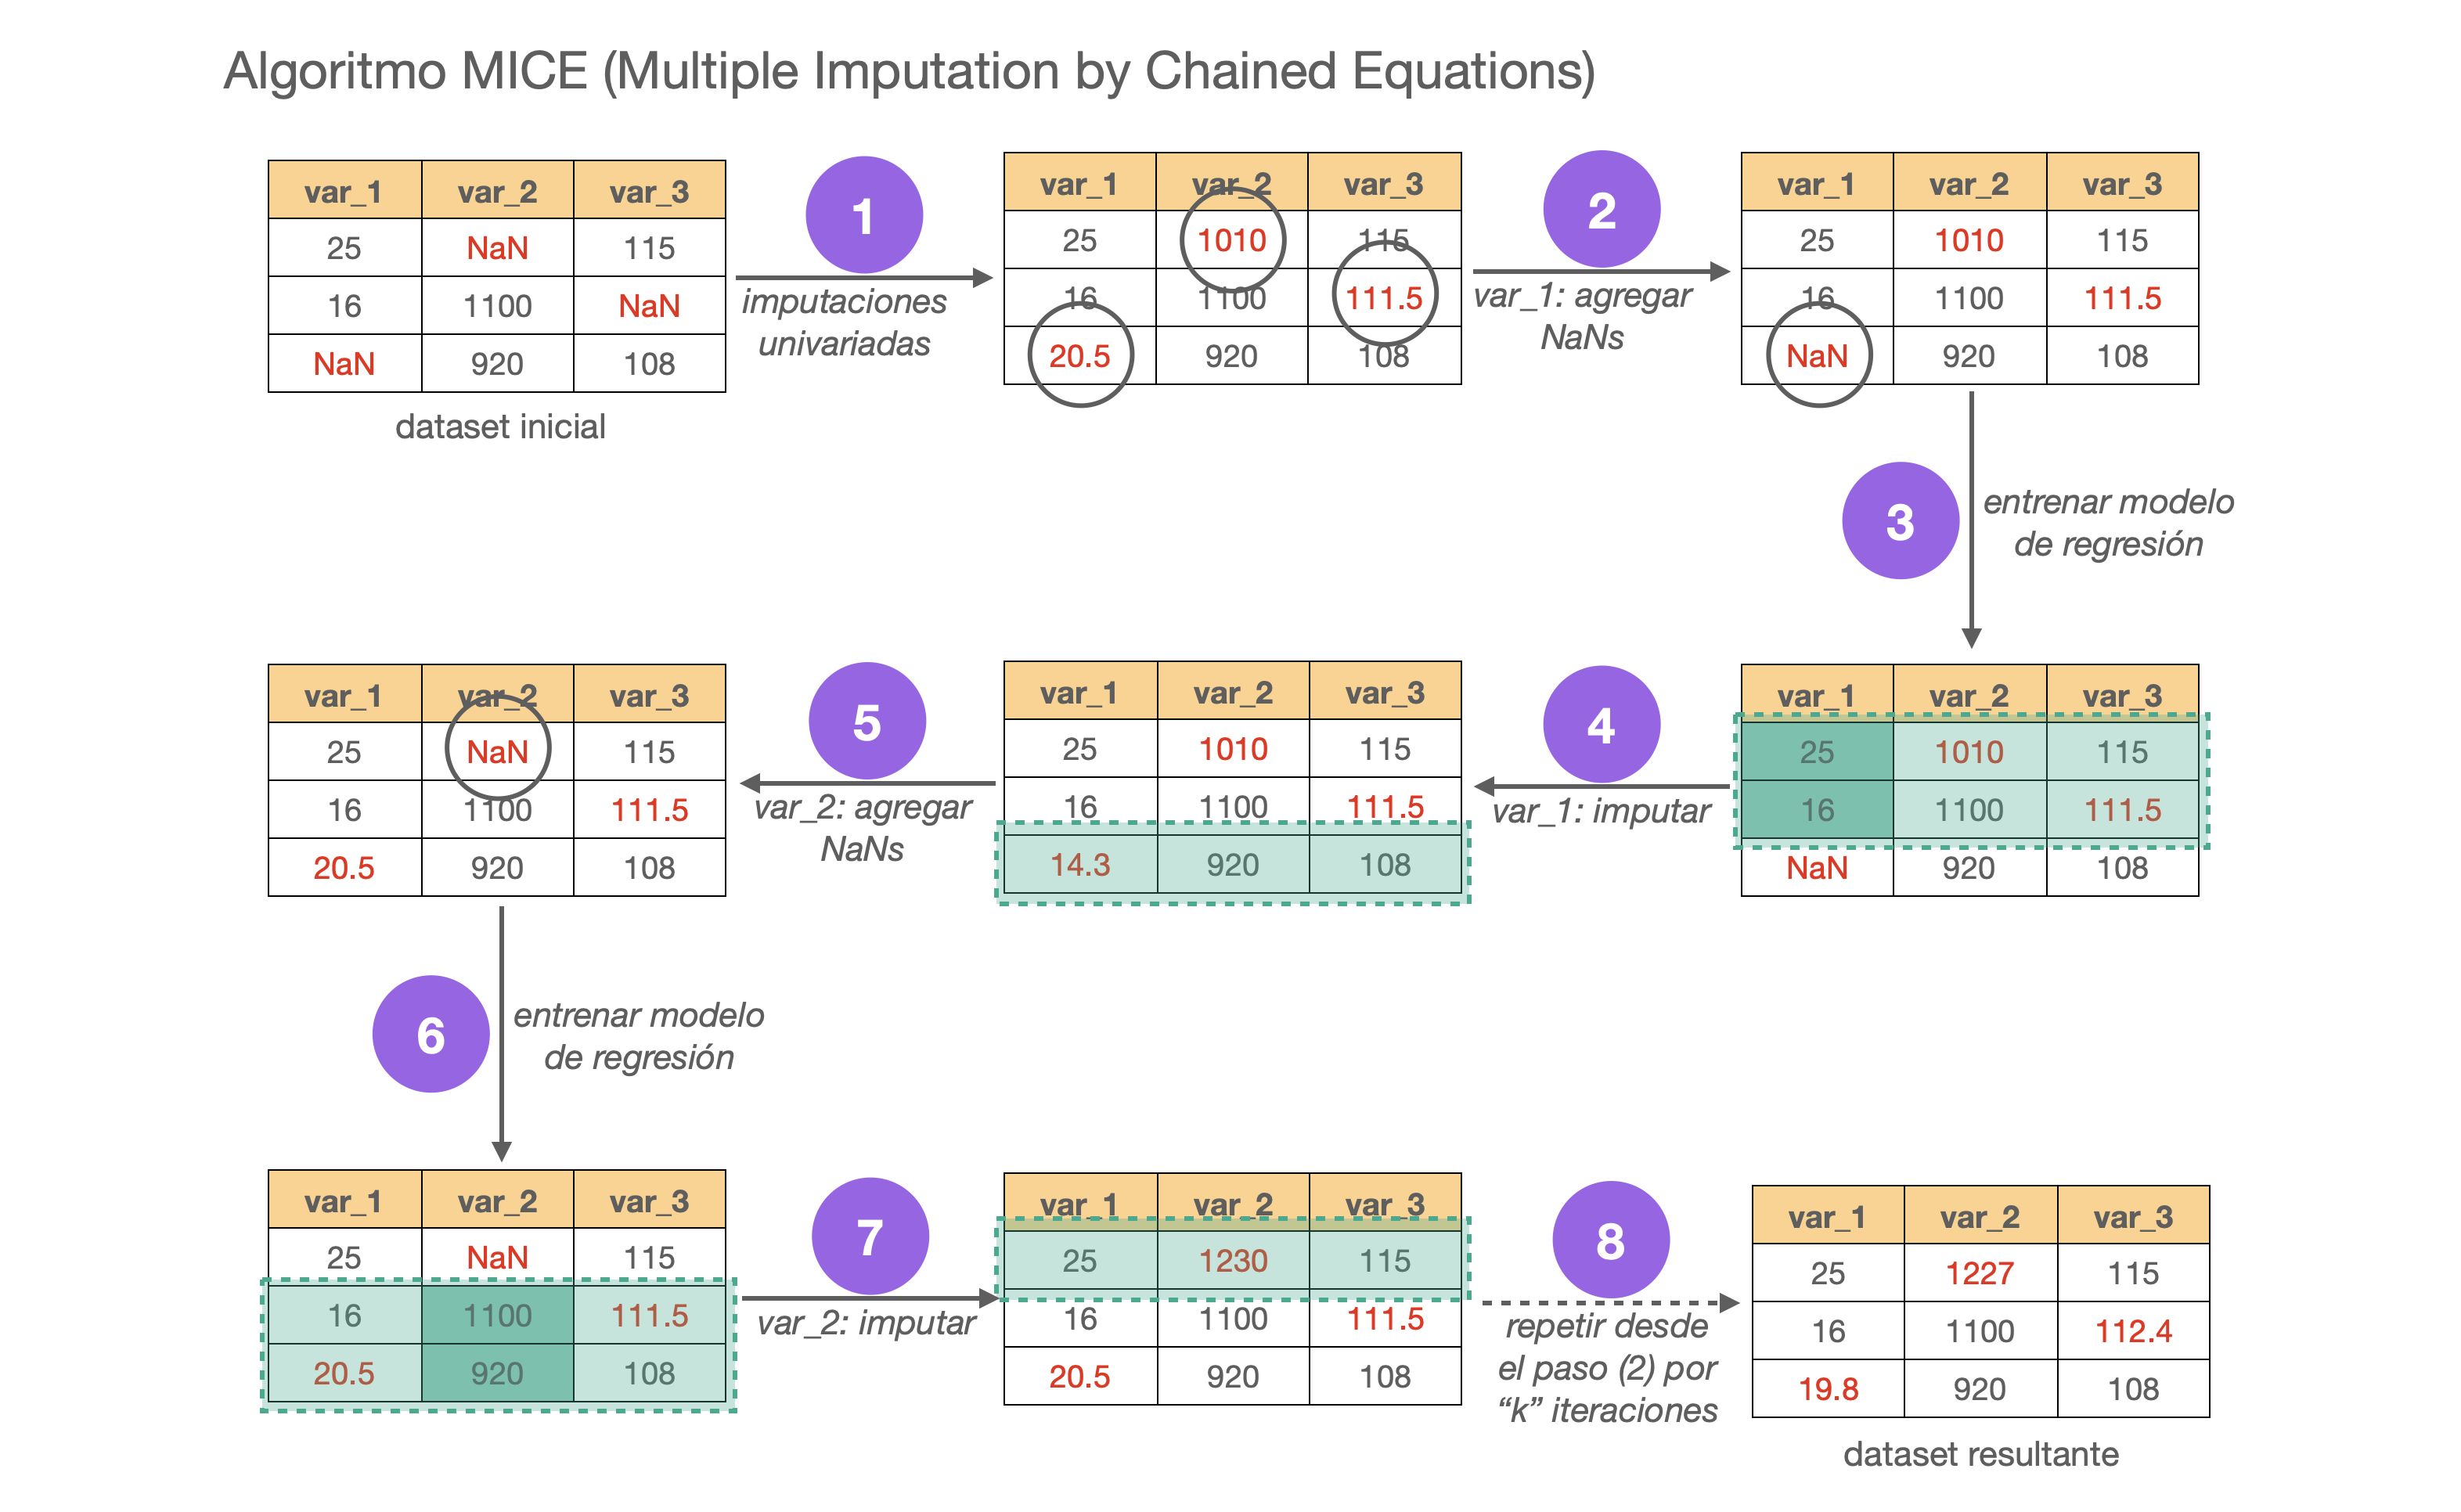 Algoritmo MICE (Multiple Imputation by Chained Equations)
var_1 var_2 var_3
25 NaN 115
16 1100 NaN
NaN 920 108
dataset inicial
1
imputaciones
univariadas
var_1 var_2 var_3
25 1010 115
16 1100 111.5
20.5 920 108
2
var_1: agregar
NaNs
var_1 var_2 var_3
25 1010 115
16 1100 111.5
NaN 920 108
3
entrenar modelo
de regresión
var_1 var_2 var_3
25 1010 115
16 1100 111.5
NaN 920 108
4
var_1: imputar
var_1 var_2 var_3
25 1010 115
16 1100 111.5
14.3 920 108
5
var_2: agregar
NaNs
var_1 var_2 var_3
25 NaN 115
16 1100 111.5
20.5 920 108
6
entrenar modelo
de regresión
var_1 var_2 var_3
25 NaN 115
16 1100 111.5
20.5 920 108
7
var_2: imputar
var_1 var_2 var_3
25 1230 115
16 1100 111.5
20.5 920 108
8
repetir desde
el paso (2) por
“k” iteraciones
var_1 var_2 var_3
25 1227 115
16 1100 112.4
19.8 920 108
dataset resultante